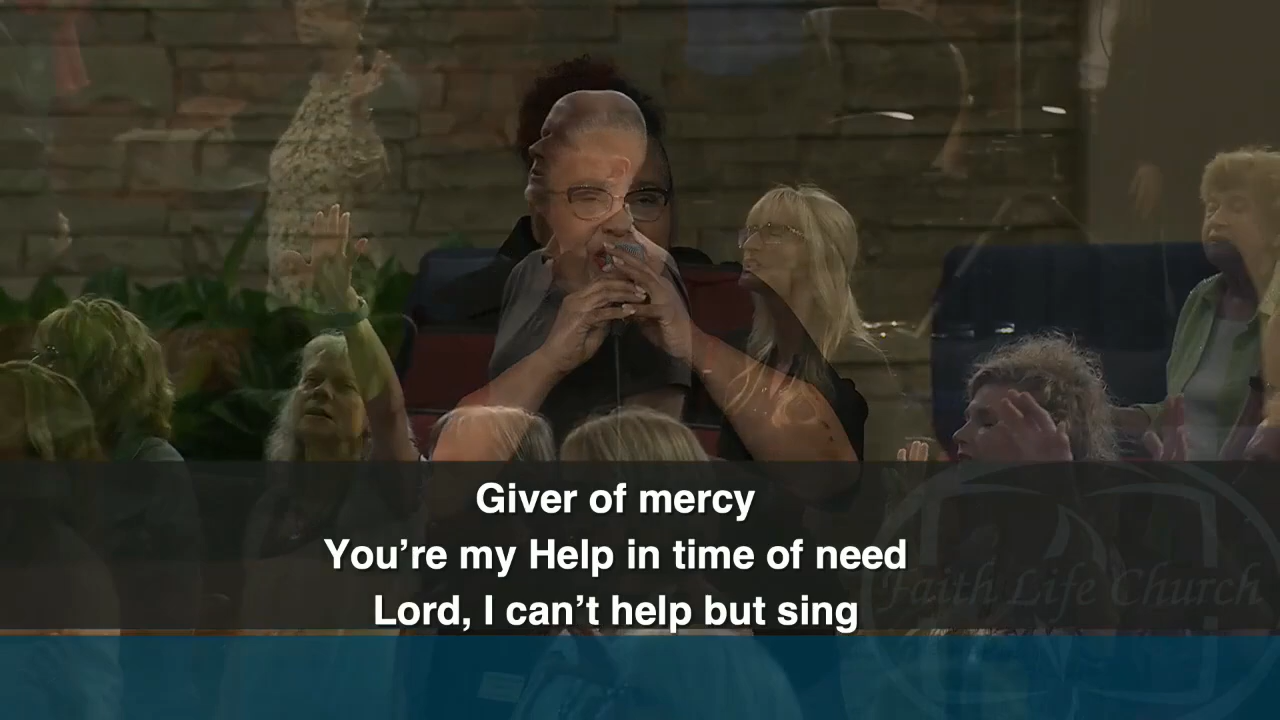 Giver of mercy
You’re my Help in time of need
Lord, I can’t help but sing
Faith Life Church